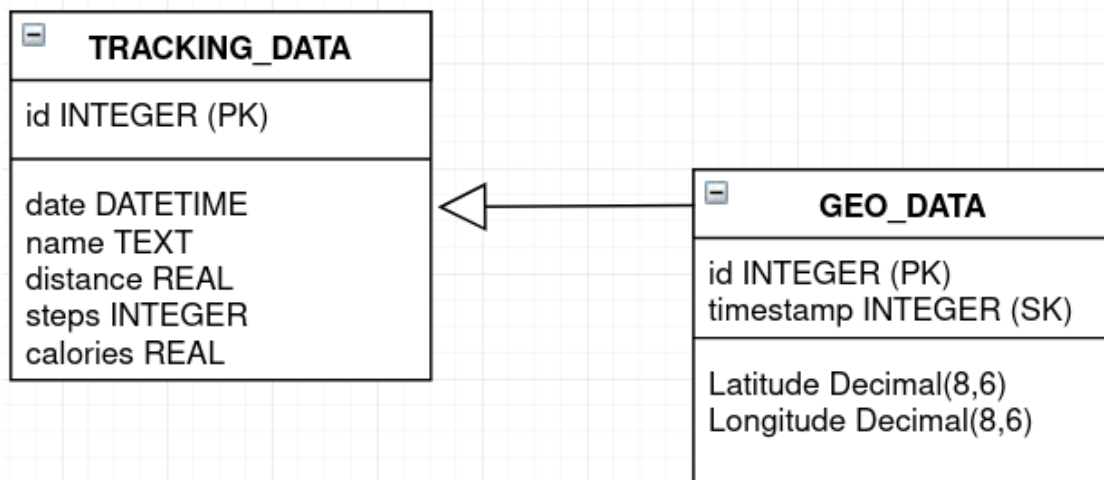 TRACKING_DATA
id INTEGER (PK)
date DATETIME
name TEXT
distance REAL
steps INTEGER
calories REAL
GEO_DATA
id INTEGER (PK)
timestamp INTEGER (SK)
Latitude Decimal(8,6)
Longitude Decimal(8,6)